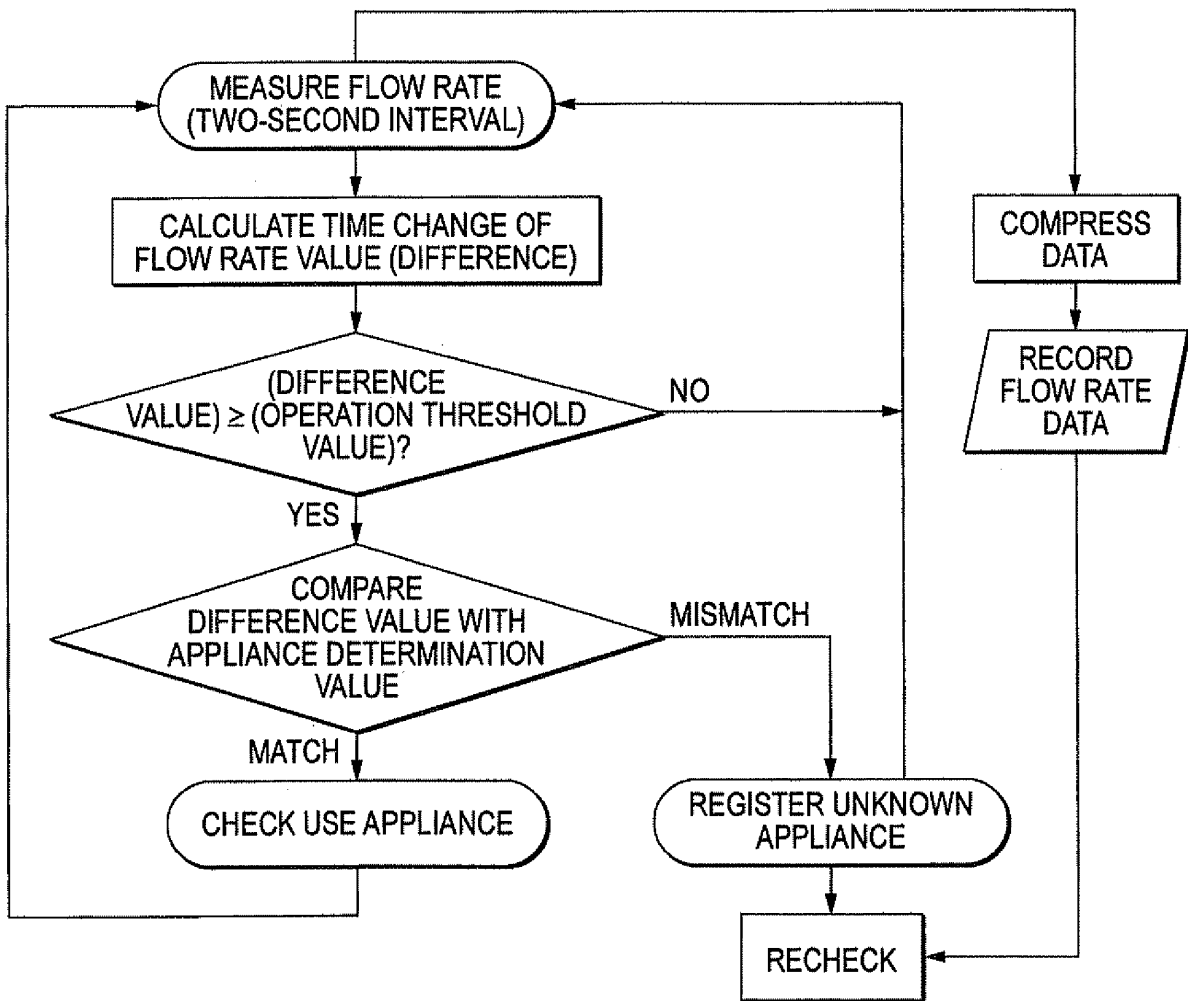 MEASURE FLOW RATE
(TWO-SECOND INTERVAL)
CALCULATE TIME CHANGE OF
FLOW RATE VALUE (DIFFERENCE)
COMPRESS
DATA
(DIFFERENCE
VALUE) ≥ (OPERATION THRESHOLD
VALUE)?
NO
RECORD
FLOW RATE
DATA
YES
COMPARE
DIFFERENCE VALUE WITH
APPLIANCE DETERMINATION
VALUE
MISMATCH
MATCH
CHECK USE APPLIANCE
REGISTER UNKNOWN
APPLIANCE
RECHECK